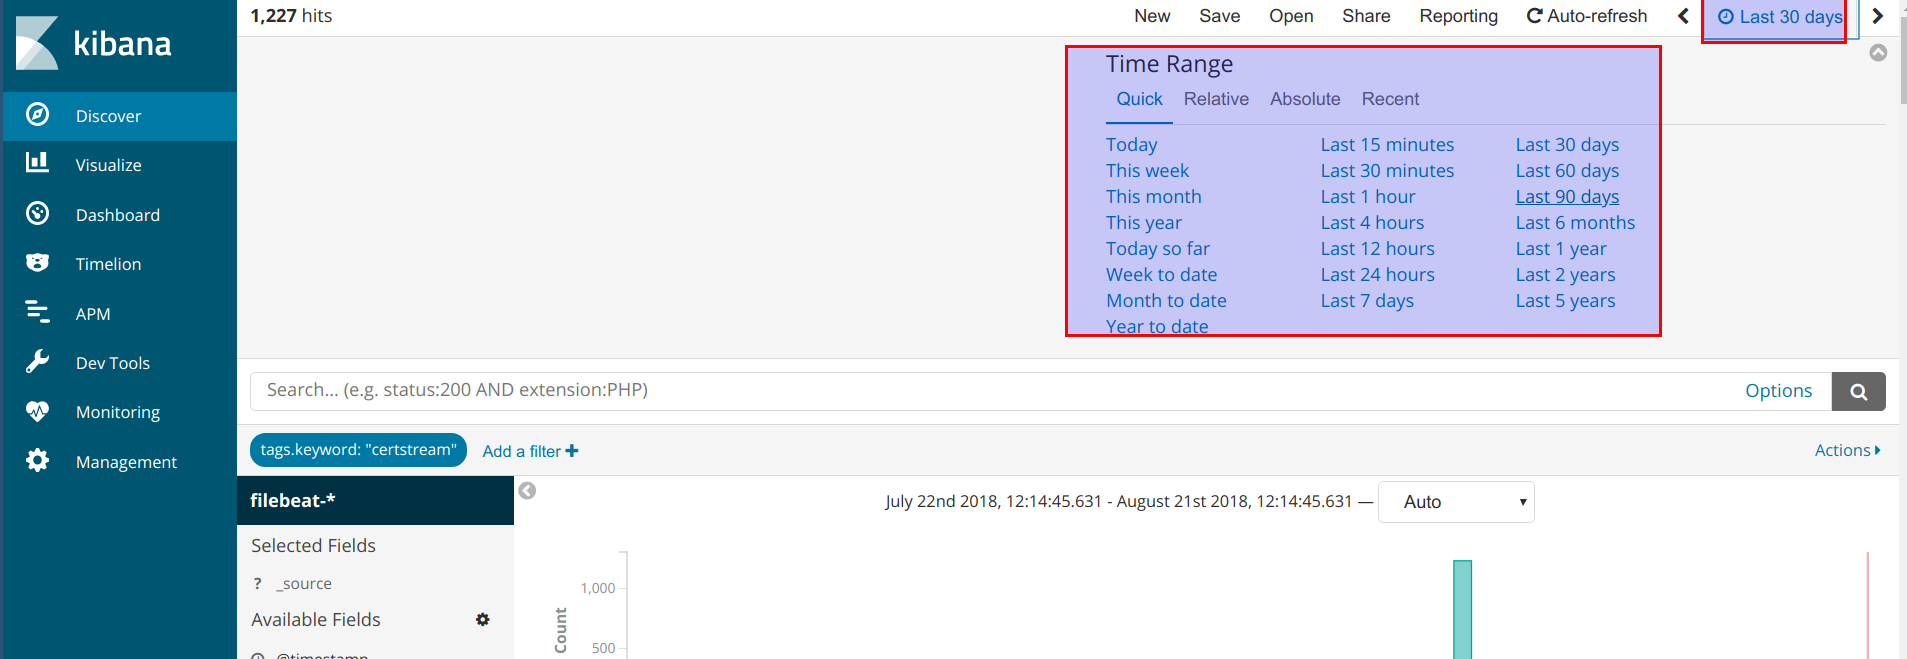 kibana
Discover
Visualize
Dashboard
Timelion
APM
Dev Tools
Monitoring
Management
1,227 hits
New Save Open Share Reporting Auto-refresh Last 30 days
Time Range
Quick Relative Absolute Recent
Today Last 15 minutes Last 30 days
This week Last 30 minutes Last 60 days
This month Last 1 hour Last 90 days
This year Last 4 hours Last 6 months
Today so far Last 12 hours Last 1 year
Week to date Last 24 hours Last 2 years
Month to date Last 7 days Last 5 years
Year to date
Search... (e.g. status:200 AND extension:PHP) Options
tags.keyword: "certstream" Add a filter + Actions
filebeat-*
Selected Fields
? _source
Available Fields
@timestamp
July 22nd 2018, 12:14:45.631 - August 21st 2018, 12:14:45.631 — Auto
1,000
500
Count